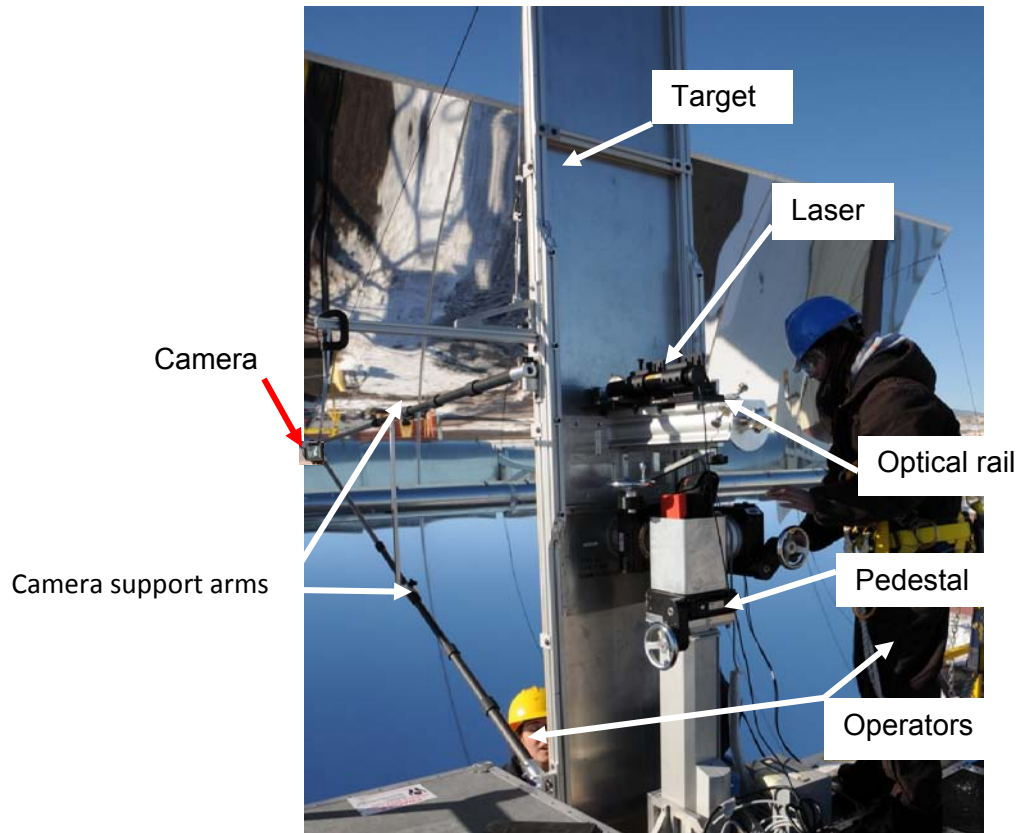 Target
Laser
Camera
Optical rail
Camera support arms
Pedestal
Operators